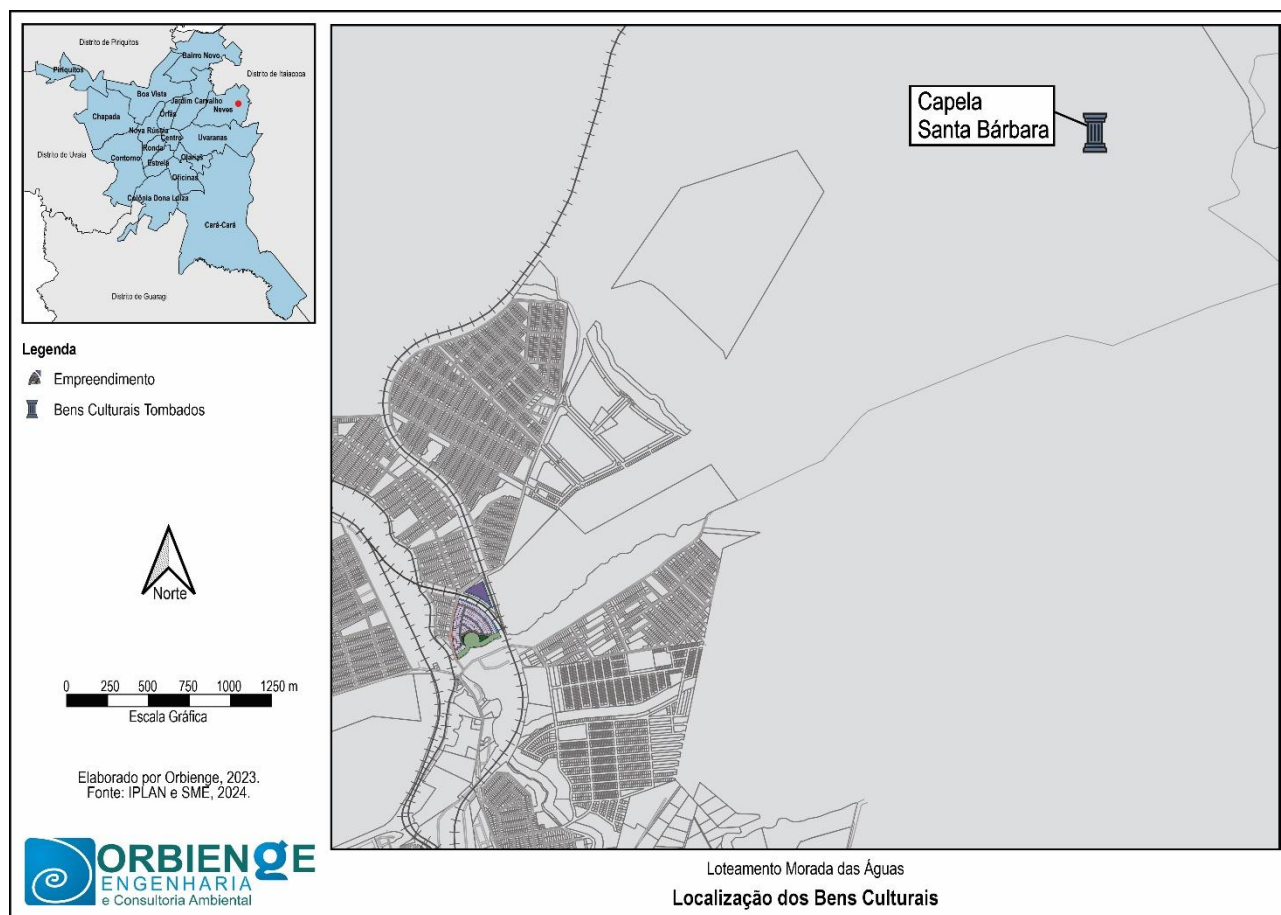 Distrito de Piriquitos
Bairro Novo
Distrito de Itaiacoca
Piriquitos
Boa Vista
Jardim Carvalho
Neves
Chapada
Órfãs
Nova Rússia
Centro
Uvaranas
Ronda
Distrito de Uvaia
Contorno
Estrela
Olarias
Oficinas
Colônia Dona Luíza
Cará-Cará
Distrito de Guaragi
Capela
Santa Bárbara
Legenda
Empreendimento
Bens Culturais Tombados
Norte
0 250 500 750 1000 1250 m
Escala Gráfica
Elaborado por Orbienge, 2023.
Fonte: IPLAN e SME, 2024.
ORBIENGE
ENGENHARIA
e Consultoria Ambiental
Loteamento Morada das Águas
Localização dos Bens Culturais